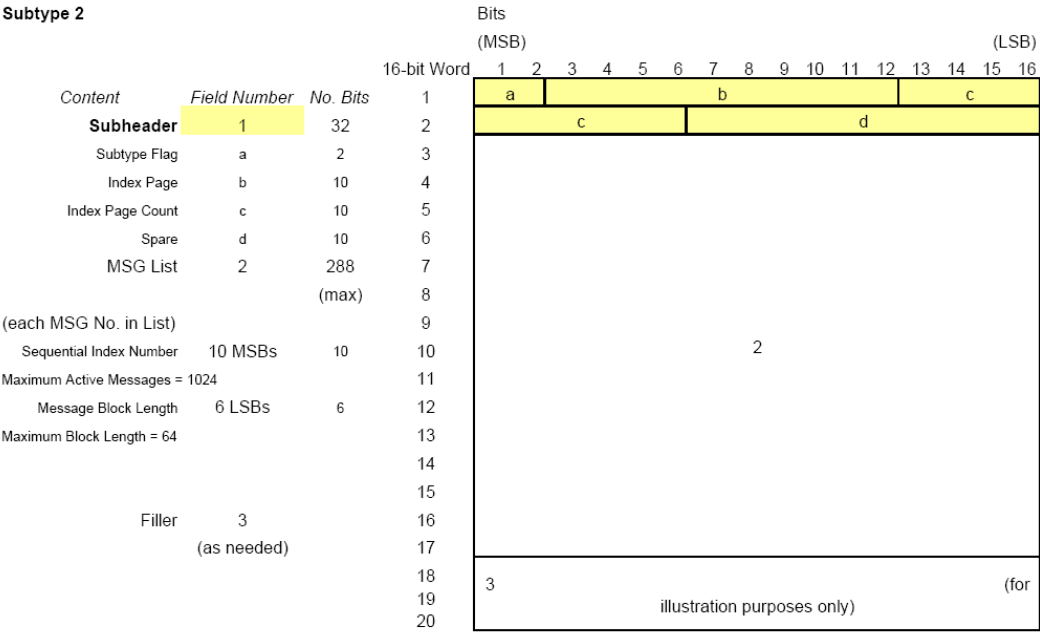 Subtype 2 Bits
(MSB) (LSB)
16-bit Word 1 2 3 4 5 6 7 8 9 10 11 12 13 14 15 16
Content Field Number No. Bits 1 a b c
Subheader 1 32 2 c d
Subtype Flag a 2 3
Index Page b 10 4
Index Page Count c 10 5
Spare d 10 6
MSG List 2 288 7
(max) 8
(each MSG No. in List) 9
Sequential Index Number 10 MSBs 10 10 2
Maximum Active Messages = 1024 11
Message Block Length 6 LSBs 6 12
Maximum Block Length = 64 13
14
15
Filler 3 16
(as needed) 17
18 3 (for
19 illustration purposes only)
20